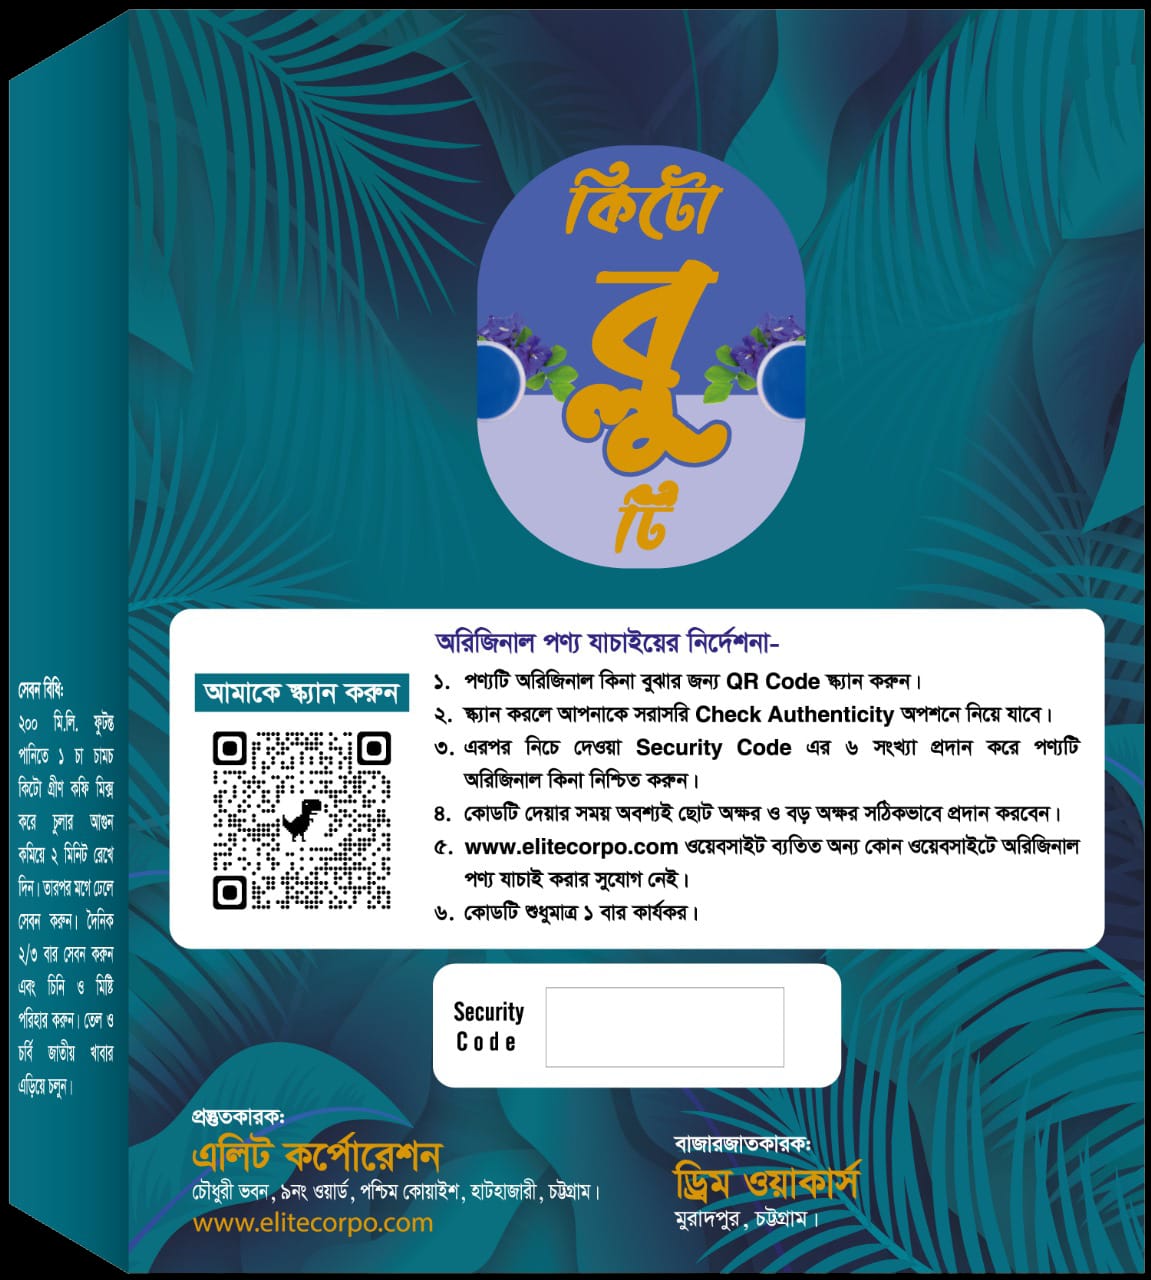 কিটো
ব্লু
টি
সেবন বিধি:
২০০ মি.লি. ফুটন্ত
পানিতে ১ চা চামচ
কিটো গ্রীণ কফি মিক্স
করে চুলার আগুন
কমিয়ে ২ মিনিট রেখে
দিন। তারপর মগে ঢেলে
সেবন করুন। দৈনিক
২/৩ বার সেবন করুন
এবং চিনি ও মিষ্টি
পরিহার করুন। তেল ও
চর্বি জাতীয় খাবার
এড়িয়ে চলুন।
আমাকে স্ক্যান করুন
অরিজিনাল পণ্য যাচাইয়ের নির্দেশনা-
১. পণ্যটি অরিজিনাল কিনা বুঝার জন্য QR Code স্ক্যান করুন।
২. স্ক্যান করলে আপনাকে সরাসরি Check Authenticity অপশনে নিয়ে যাবে।
৩. এরপর নিচে দেওয়া Security Code এর ৬ সংখ্যা প্রদান করে পণ্যটি
অরিজিনাল কিনা নিশ্চিত করুন।
৪. কোডটি দেয়ার সময় অবশ্যই ছোট অক্ষর ও বড় অক্ষর সঠিকভাবে প্রদান করবেন।
৫. www.elitecorpo.com ওয়েবসাইট ব্যতিত অন্য কোন ওয়েবসাইটে অরিজিনাল
পণ্য যাচাই করার সুযোগ নেই।
৬. কোডটি শুধুমাত্র ১ বার কার্যকর।
Security
Code
প্রস্তুতকারক:
এলিট কর্পোরেশন
চৌধুরী ভবন, ৯নং ওয়ার্ড, পশ্চিম কোয়াইশ, হাটহাজারী, চট্টগ্রাম।
www.elitecorpo.com
বাজারজাতকারক:
ড্রিম ওয়াকার্স
মুরাদপুর, চট্টগ্রাম।